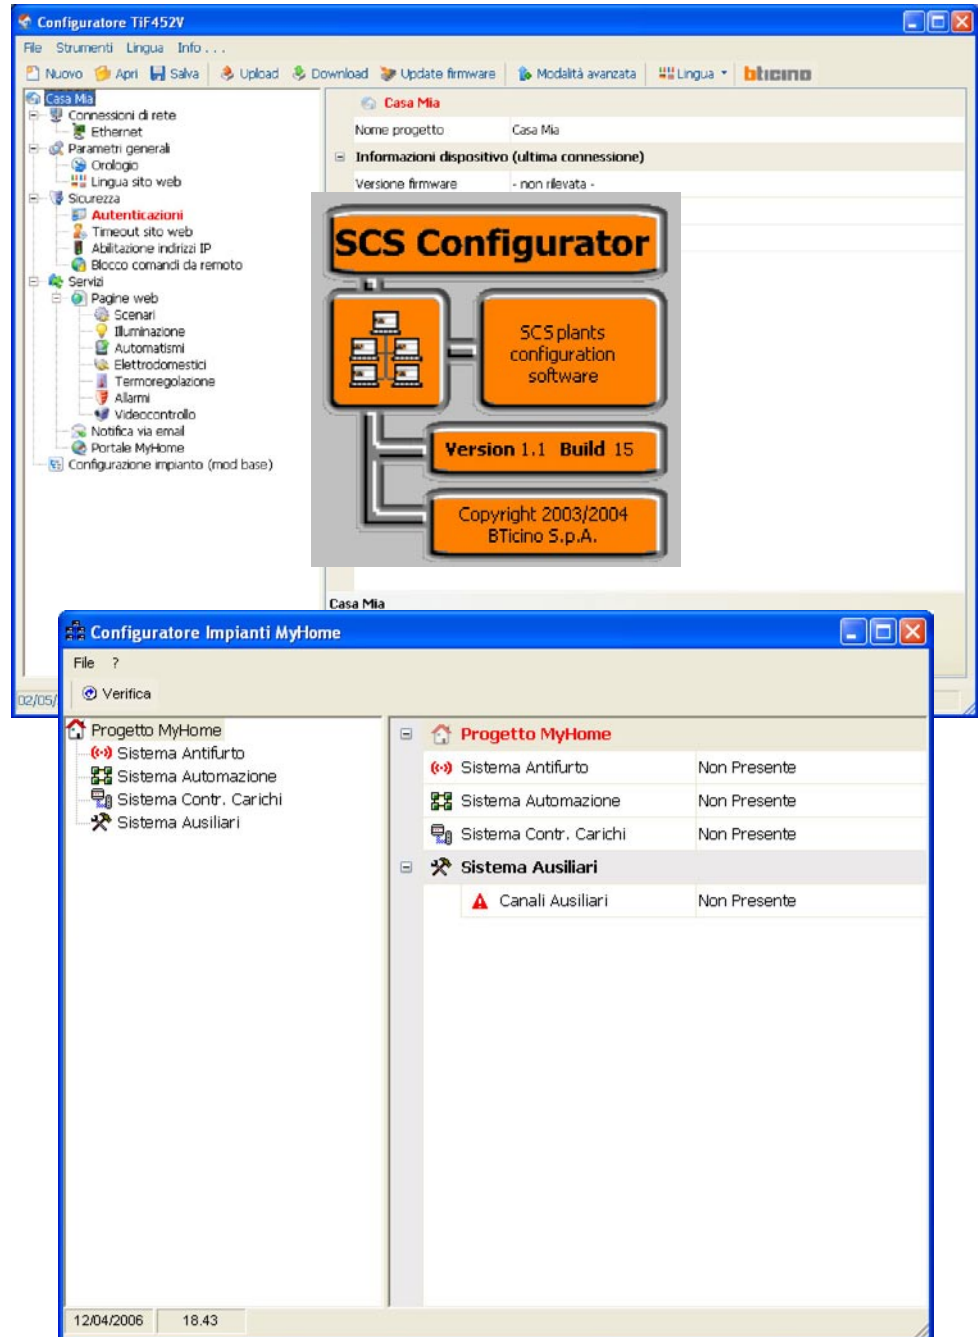 Configuratore TiF452V
File Strumenti Lingua Info . . .
Nuovo Apri Salva Upload Download Update firmware Modalità avanzata Lingua bticino
Casa Mia
Connessioni di rete
Ethernet
Parametri generali
Orologio
Lingua sito web
Sicurezza
Autenticazioni
Timeout sito web
Abilitazione indirizzi IP
Blocco comandi da remoto
Servizi
Pagine web
Scenari
Illuminazione
Automatismi
Elettrodomestici
Termoregolazione
Allarmi
Videocontrollo
Notifica via email
Portale MyHome
Configurazione impianto (mod base)
Casa Mia
Nome progetto Casa Mia
Informazioni dispositivo (ultima connessione)
Versione firmware - non rilevata -
SCS Configurator
SCS plants
configuration
software
Version 1.1 Build 15
Copyright 2003/2004
BTicino S.p.A.
Casa Mia
02/05/
Configuratore Impianti MyHome
File ?
Verifica
Progetto MyHome
Sistema Antifurto
Sistema Automazione
Sistema Contr. Carichi
Sistema Ausiliari
Progetto MyHome
Sistema Antifurto Non Presente
Sistema Automazione Non Presente
Sistema Contr. Carichi Non Presente
Sistema Ausiliari
Canali Ausiliari Non Presente
12/04/2006 18.43